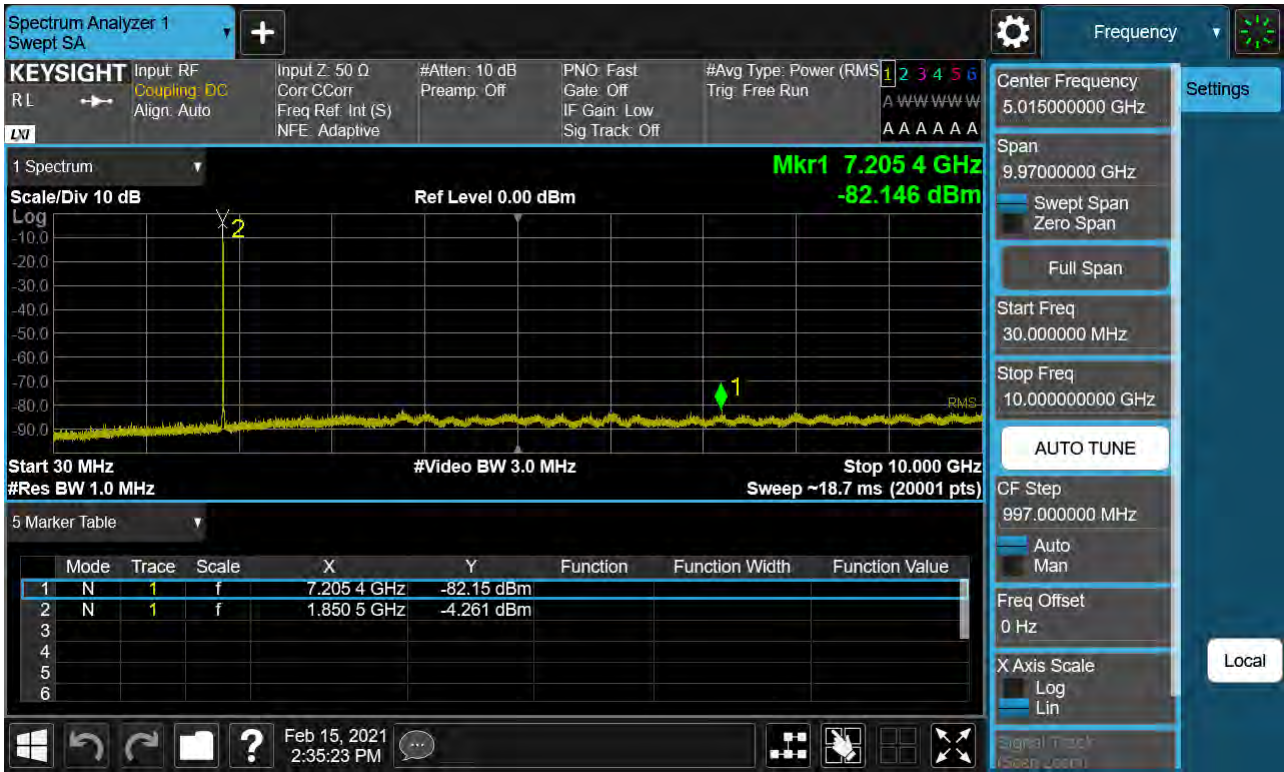 Spectrum Analyzer 1
Swept SA
+
Frequency
KEYSIGHT
RL
LXI
Input: RF
Coupling: DC
Align: Auto
Input Z: 50 Ω
Corr CCorr
Freq Ref: Int (S)
NFE: Adaptive
#Atten: 10 dB
Preamp: Off
PNO: Fast
Gate: Off
IF Gain: Low
Sig Track: Off
#Avg Type: Power (RMS
Trig: Free Run
1 2 3 4 5 6
A W W W W W
A A A A A A
1 Spectrum
Mkr1 7.205 4 GHz
-82.146 dBm
Scale/Div 10 dB
Ref Level 0.00 dBm
Log
-10.0
-20.0
-30.0
-40.0
-50.0
-60.0
-70.0
-80.0
-90.0
2
1
RMS
Start 30 MHz
#Video BW 3.0 MHz
Stop 10.000 GHz
#Res BW 1.0 MHz
Sweep ~18.7 ms (20001 pts)
5 Marker Table
Mode Trace Scale X Y Function Function Width Function Value
1 N 1 f 7.205 4 GHz -82.15 dBm
2 N 1 f 1.850 5 GHz -4.261 dBm
3
4
5
6
Feb 15, 2021
2:35:23 PM
?
Center Frequency
5.015000000 GHz
Settings
Span
9.97000000 GHz
Swept Span
Zero Span
Full Span
Start Freq
30.000000 MHz
Stop Freq
10.000000000 GHz
AUTO TUNE
CF Step
997.000000 MHz
Auto
Man
Freq Offset
0 Hz
X Axis Scale
Log
Lin
Local
Signal Track
(Span Zoom)